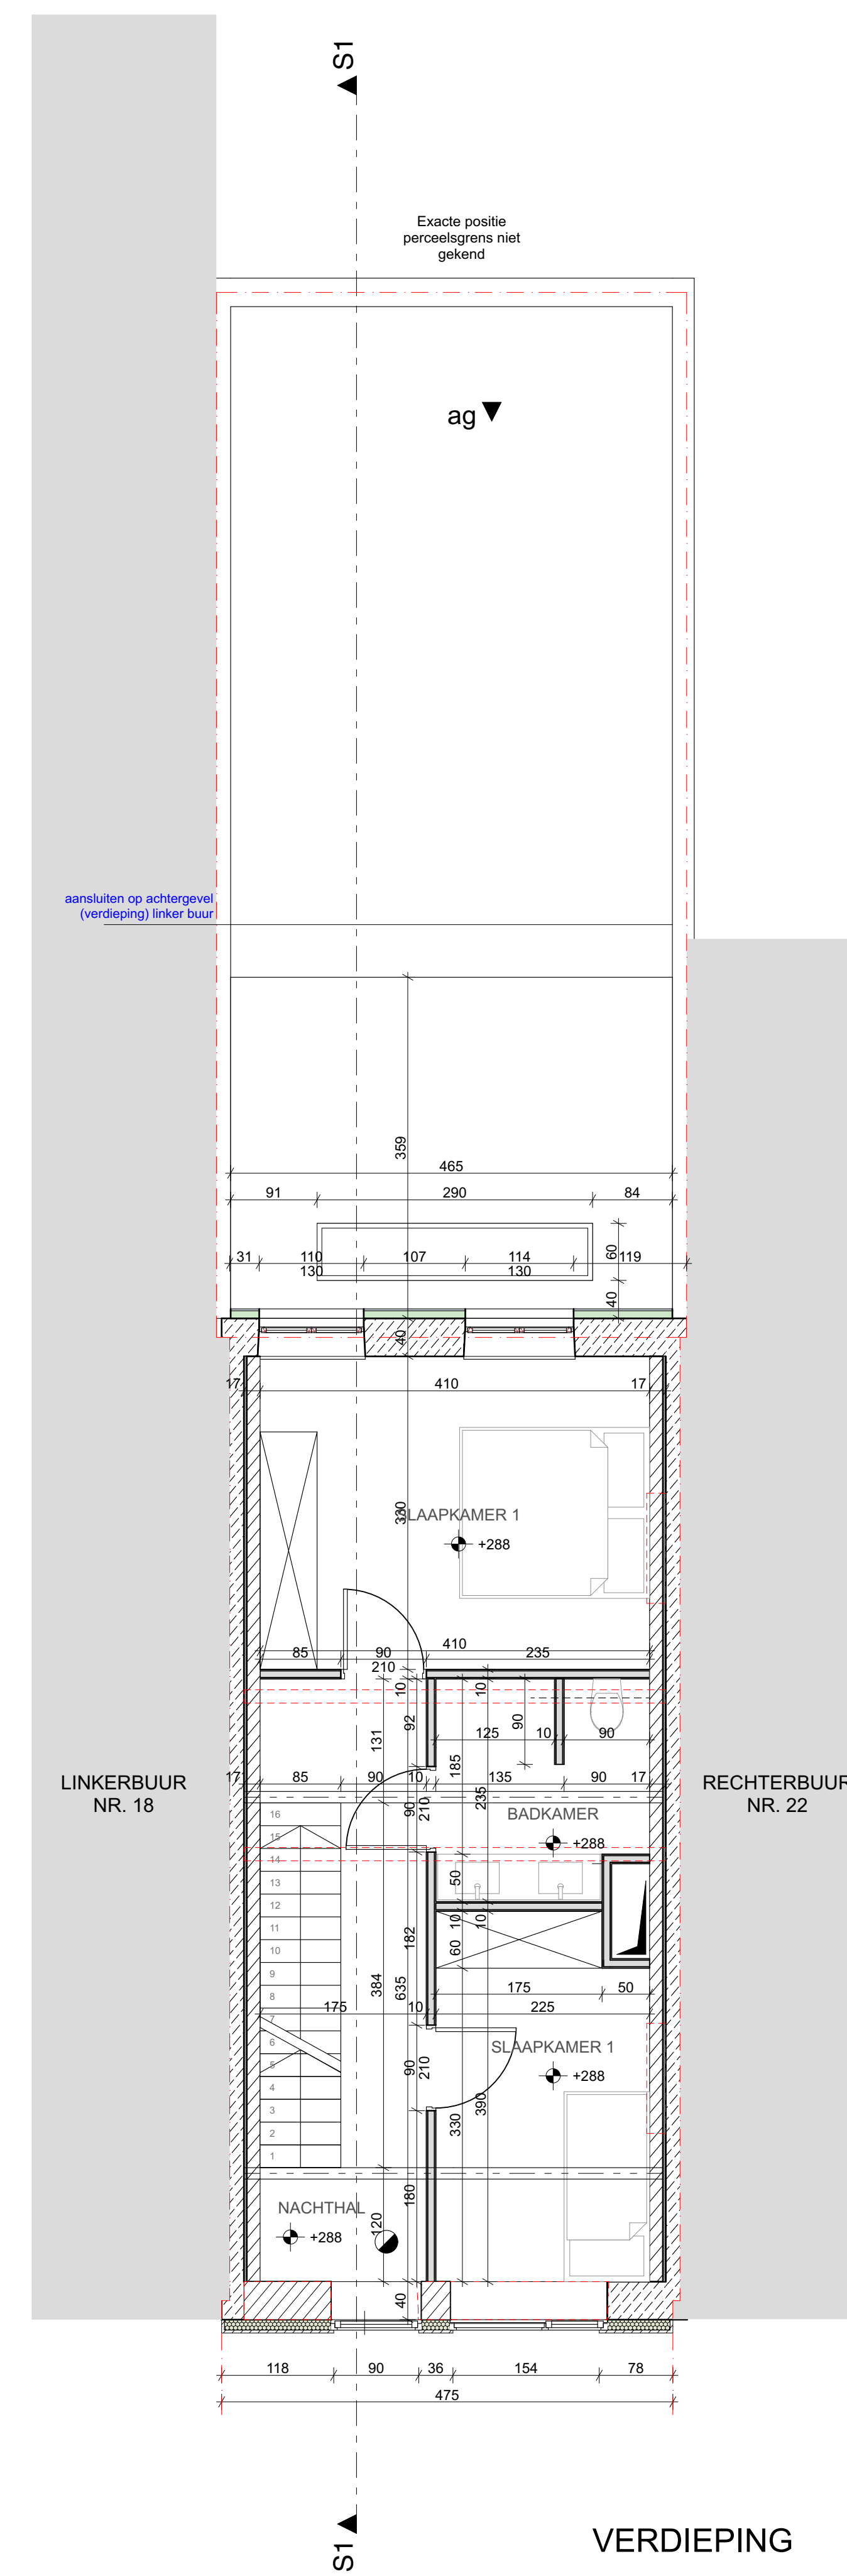 S1
Exacte positie
perceelsgrens niet
gekend
ag
aansluiten op achtergevel
(verdieping) linker buur
359
465
91 290 84
31 110 107 114 119
130 130
60
40
40
17 410 17
330
SLAAPKAMER 1
+288
410
85 90 235
210
10 10
92 90
131
125 10 90
185
LINKERBUUR
NR. 18
RECHTERBUUR
NR. 22
17 85 90 10 135 90 17
90
210
235
BADKAMER
+288
16
15
14
13
12
11
10
9
8
7
6
5
4
3
2
1
50
10 10
182
60
384
635
175 50
175 10 225
SLAAPKAMER 1
+288
90
210
330
390
180
NACHTHAL
+288
120
40
118 90 36 154 78
475
S1
VERDIEPING